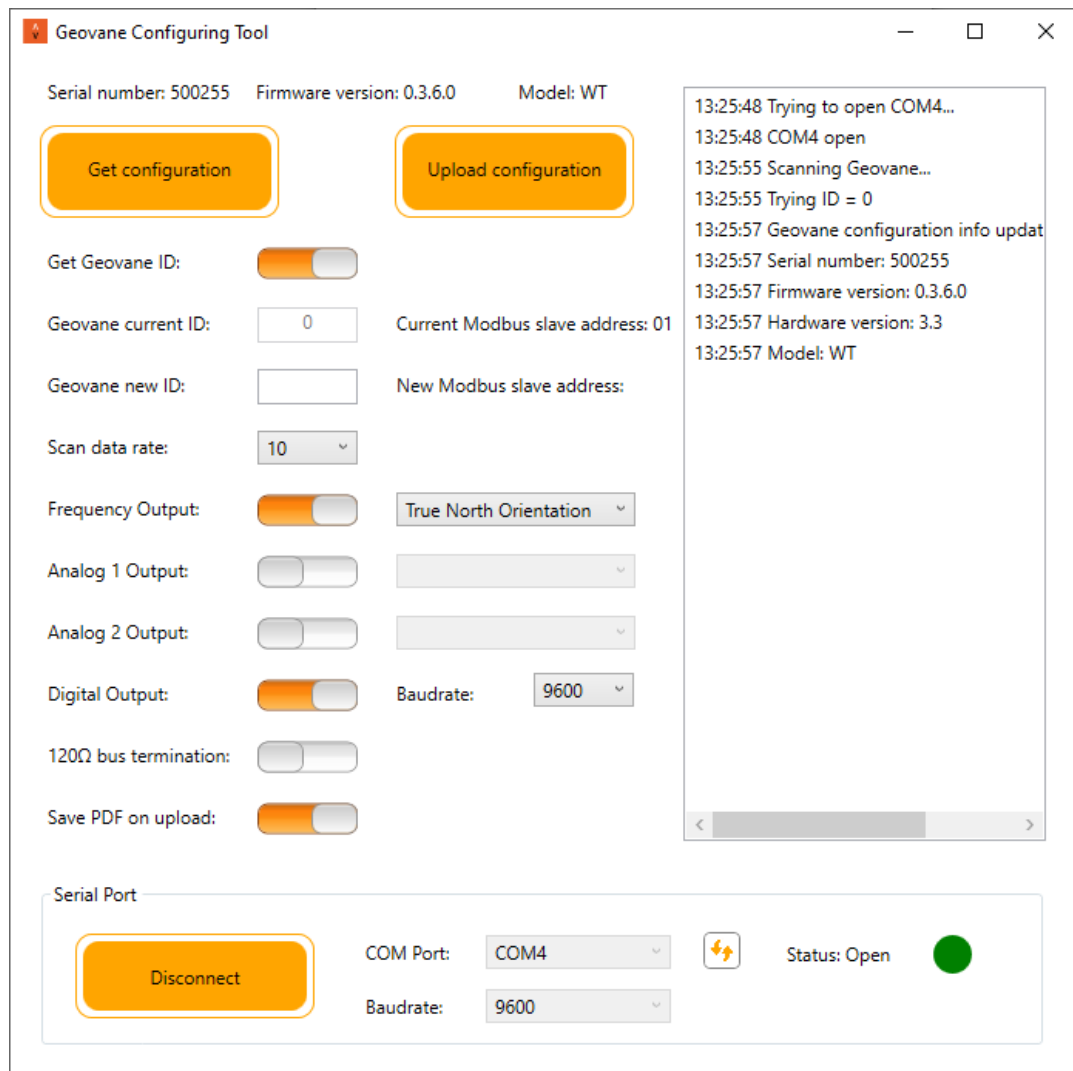 Geovane Configuring Tool
Serial number: 500255 Firmware version: 0.3.6.0 Model: WT
Get configuration Upload configuration
Get Geovane ID:
Geovane current ID: 0 Current Modbus slave address: 01
Geovane new ID: New Modbus slave address:
Scan data rate: 10
Frequency Output: True North Orientation
Analog 1 Output:
Analog 2 Output:
Digital Output: Baudrate: 9600
120Ω bus termination:
Save PDF on upload:
13:25:48 Trying to open COM4...
13:25:48 COM4 open
13:25:55 Scanning Geovane...
13:25:55 Trying ID = 0
13:25:57 Geovane configuration info updat
13:25:57 Serial number: 500255
13:25:57 Firmware version: 0.3.6.0
13:25:57 Hardware version: 3.3
13:25:57 Model: WT
Serial Port
Disconnect
COM Port: COM4
Status: Open
Baudrate: 9600